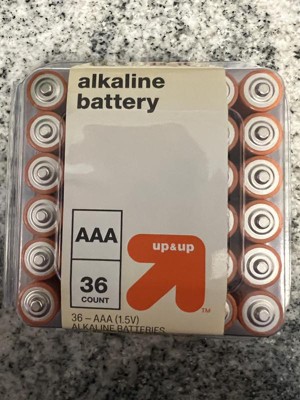 alkaline
battery
AAA
36
COUNT
up&up
TM
36 – AAA (1.5V)
ALKALINE BATTERIES